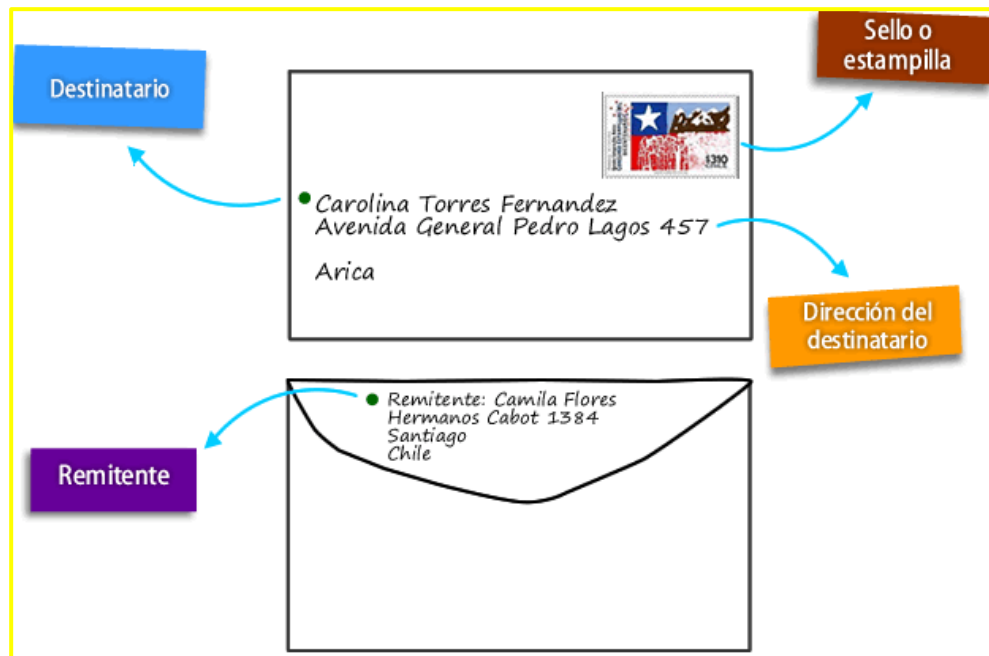 Sello o
estampilla
Destinatario
$310
Carolina Torres Fernandez
Avenida General Pedro Lagos 457
Arica
Dirección del
destinatario
Remitente: Camila Flores
Hermanos Cabot 1384
Santiago
Chile
Remitente